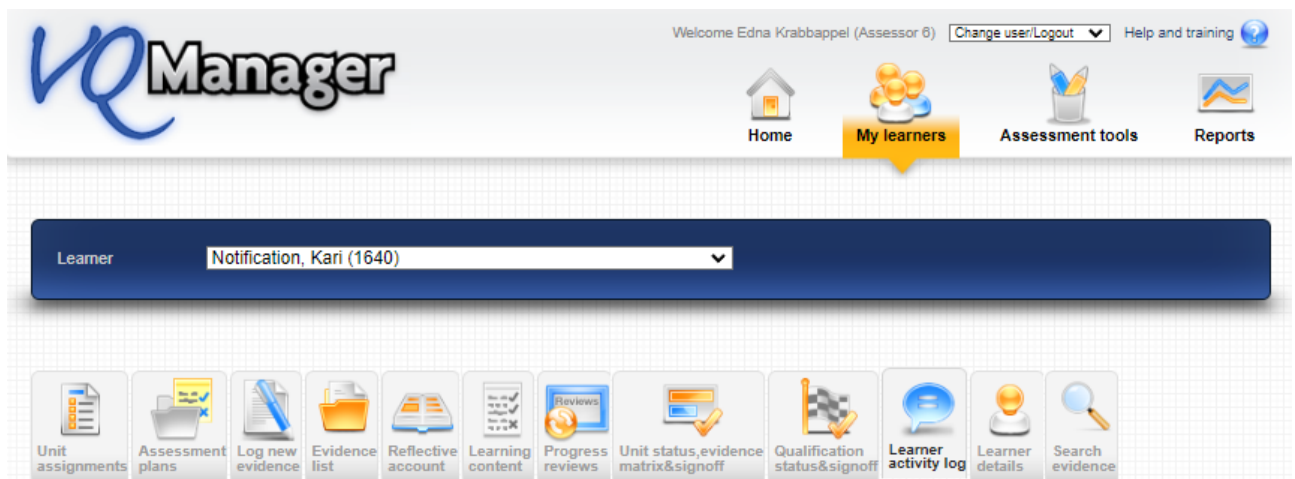 VQManager
Welcome Edna Krabbappel (Assessor 6) Change user/Logout Help and training ?
Home My learners Assessment tools Reports
Learner Notification, Kari (1640)
Reviews
Unit assignments
Assessment plans
Log new evidence
Evidence list
Reflective account
Learning content
Progress reviews
Unit status,evidence matrix&signoff
Qualification status&signoff
Learner activity log
Learner details
Search evidence